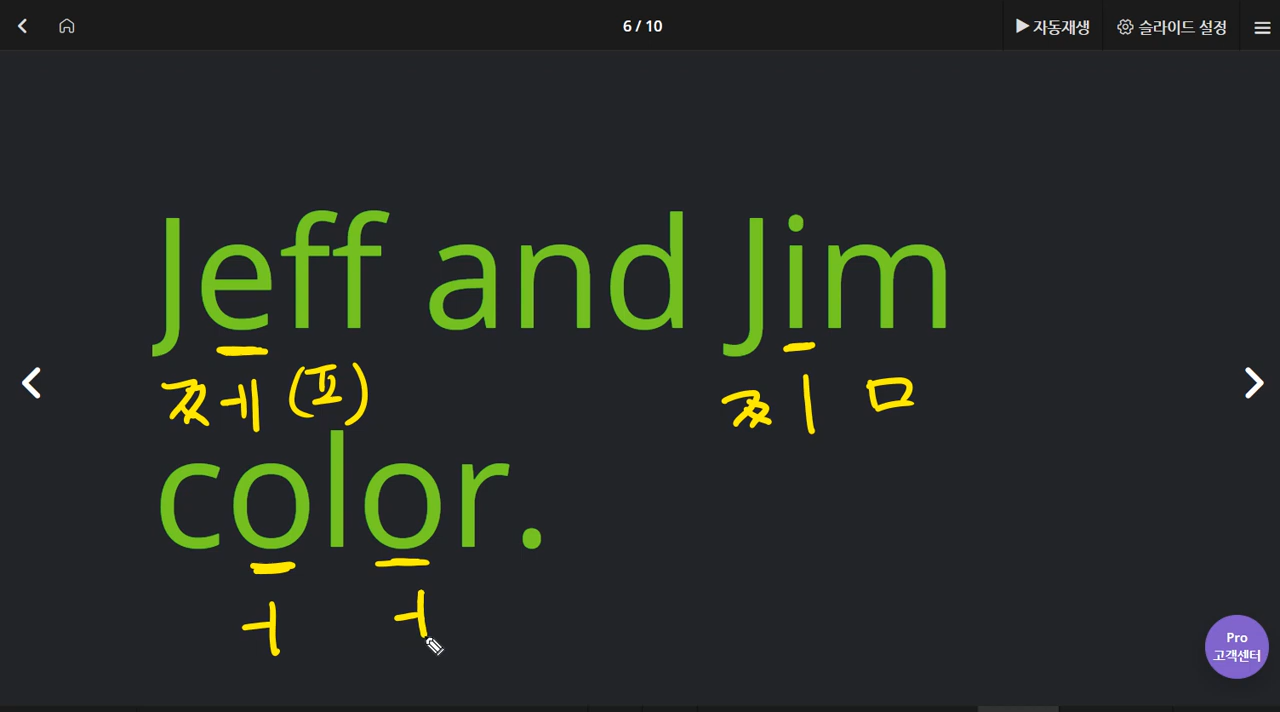 6 / 10
▶ 자동재생
슬라이드 설정
Jeff and Jim
쩨 (프) 찌 ㅁ
color.
ㅓ ㅓ
Pro
고객센터